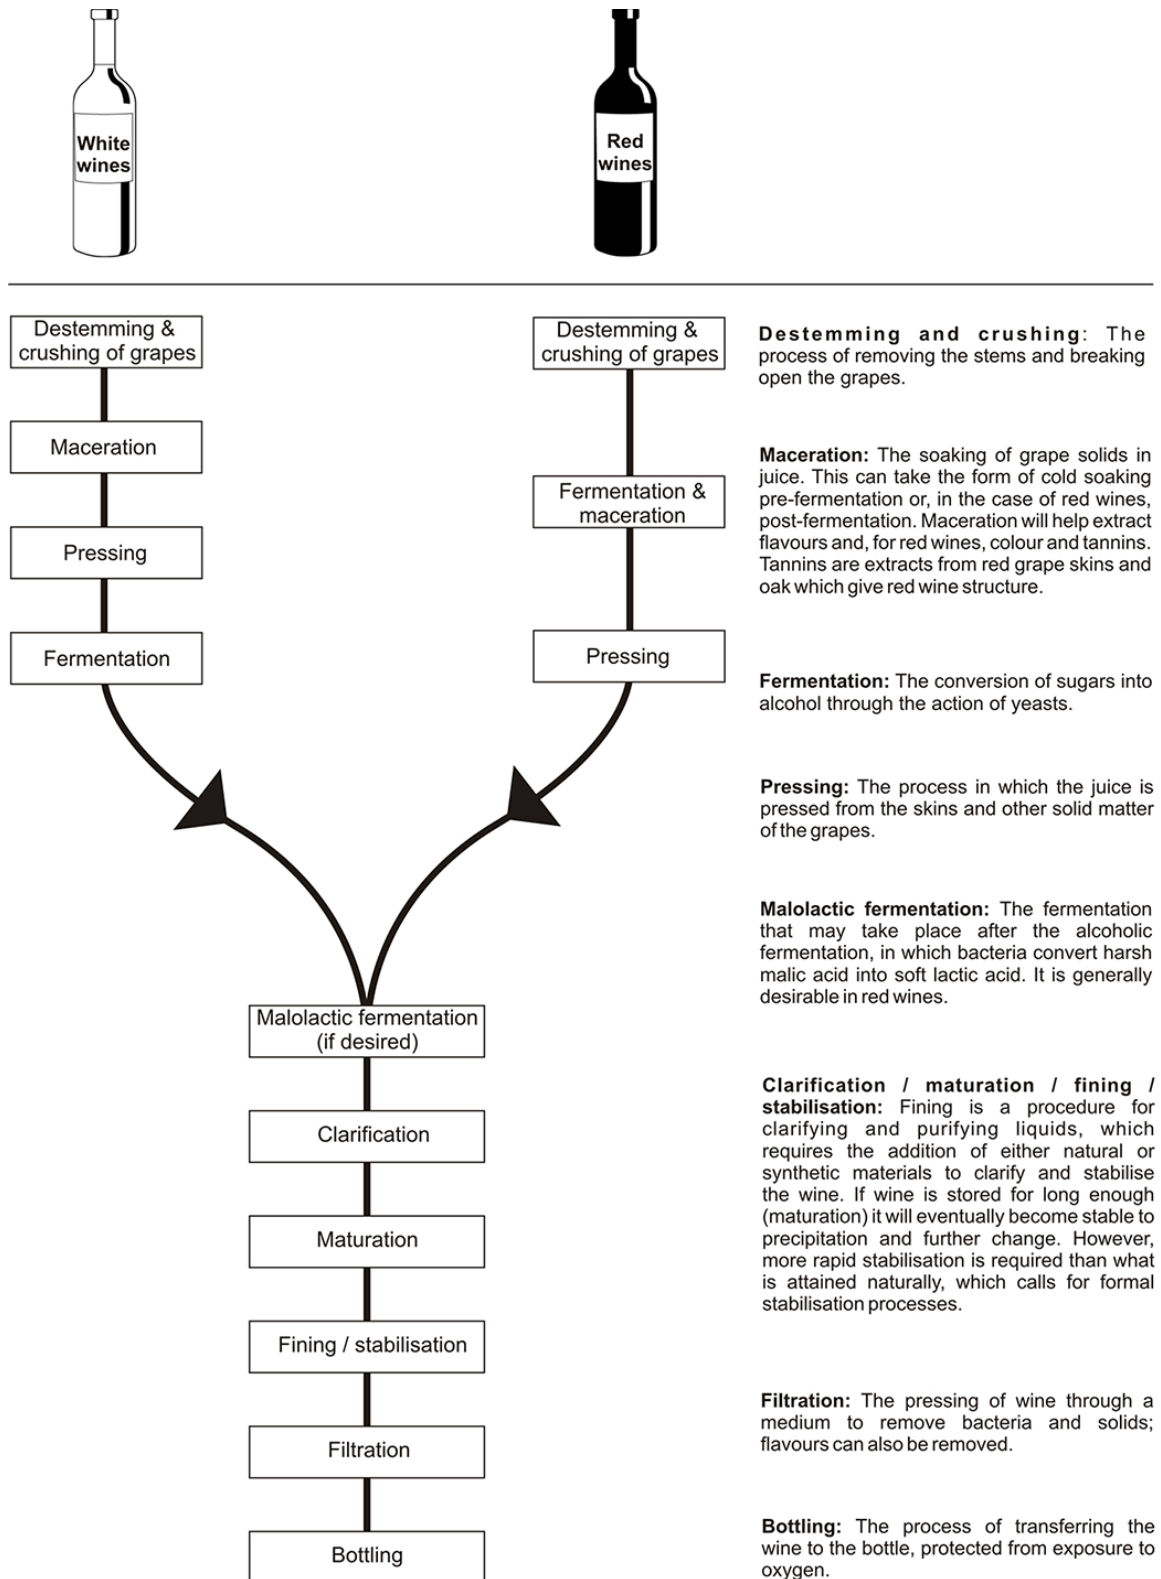 White
wines
Red
wines
Destemming &
crushing of grapes
Maceration
Pressing
Fermentation
Destemming &
crushing of grapes
Fermentation &
maceration
Pressing
Malolactic fermentation
(if desired)
Clarification
Maturation
Fining / stabilisation
Filtration
Bottling
Destemming and crushing: The
process of removing the stems and breaking
open the grapes.
Maceration: The soaking of grape solids in
juice. This can take the form of cold soaking
pre-fermentation or, in the case of red wines,
post-fermentation. Maceration will help extract
flavours and, for red wines, colour and tannins.
Tannins are extracts from red grape skins and
oak which give red wine structure.
Fermentation: The conversion of sugars into
alcohol through the action of yeasts.
Pressing: The process in which the juice is
pressed from the skins and other solid matter
of the grapes.
Malolactic fermentation: The fermentation
that may take place after the alcoholic
fermentation, in which bacteria convert harsh
malic acid into soft lactic acid. It is generally
desirable in red wines.
Clarification / maturation / fining /
stabilisation: Fining is a procedure for
clarifying and purifying liquids, which
requires the addition of either natural or
synthetic materials to clarify and stabilise
the wine. If wine is stored for long enough
(maturation) it will eventually become stable to
precipitation and further change. However,
more rapid stabilisation is required than what
is attained naturally, which calls for formal
stabilisation processes.
Filtration: The pressing of wine through a
medium to remove bacteria and solids;
flavours can also be removed.
Bottling: The process of transferring the
wine to the bottle, protected from exposure to
oxygen.